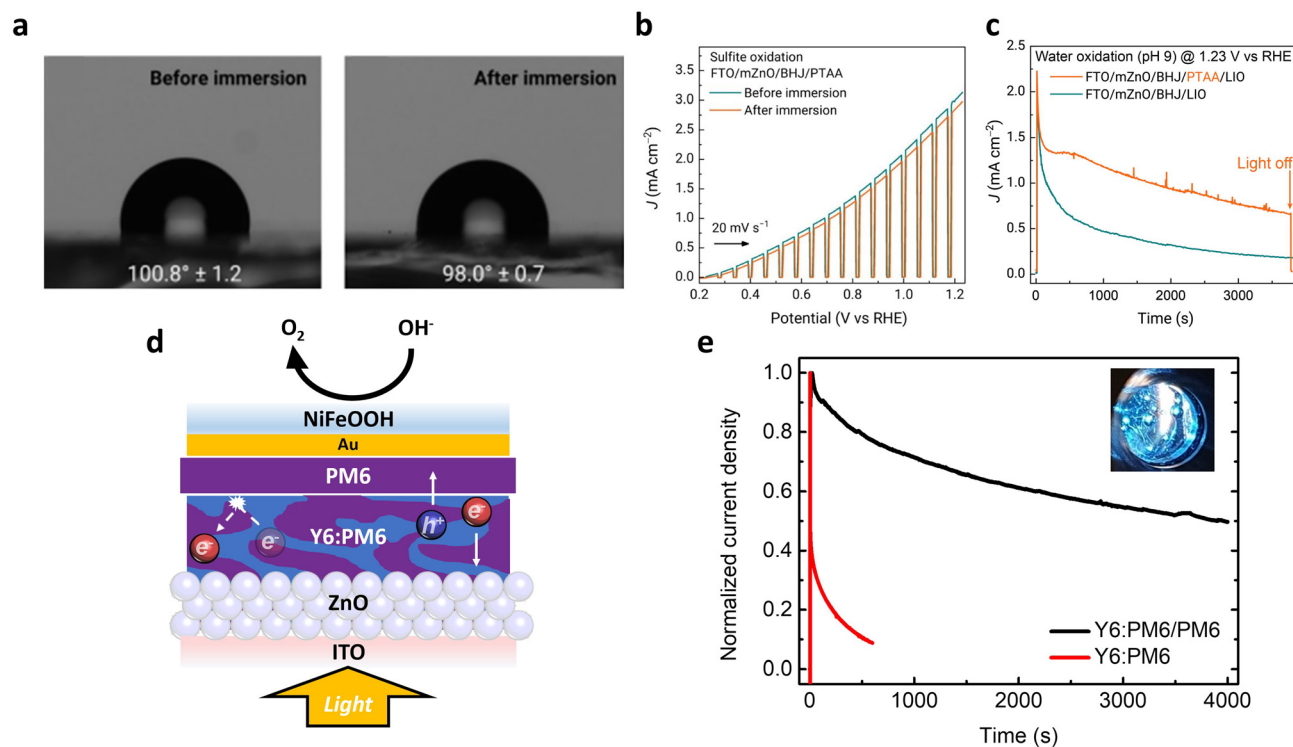 a
Before immersion
100.8° ± 1.2
After immersion
98.0° ± 0.7
b
Sulfite oxidation
FTO/mZnO/BHJ/PTAA
Before immersion
After immersion
20 mV s⁻¹
J (mA cm⁻²)
3.5
3.0
2.5
2.0
1.5
1.0
0.5
0.0
0.2 0.4 0.6 0.8 1.0 1.2
Potential (V vs RHE)
c
Water oxidation (pH 9) @ 1.23 V vs RHE
FTO/mZnO/BHJ/PTAA/LIO
FTO/mZnO/BHJ/LIO
Light off
J (mA cm⁻²)
2.5
2.0
1.5
1.0
0.5
0.0
0 1000 2000 3000
Time (s)
d
O₂ OH⁻
NiFeOOH
Au
PM6
Y6:PM6
e⁻ e⁻ h⁺ e⁻
ZnO
ITO
Light
e
Normalized current density
1.0
0.8
0.6
0.4
0.2
0.0
Y6:PM6/PM6
Y6:PM6
0 1000 2000 3000 4000
Time (s)